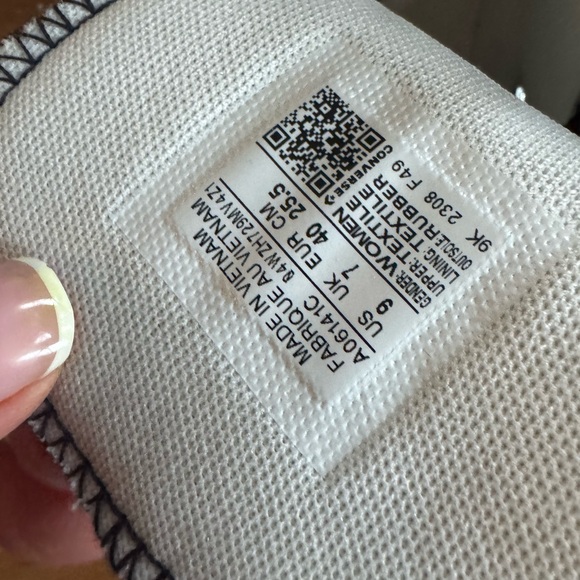 CONVERSE
9K 2308 F49
GENDER: WOMEN
UPPER: TEXTILE
LINING: TEXTILE
OUTSOLE: RUBBER
US UK EUR CM
9 7 40 25.5
A06141C
MADE IN VIETNAM
FABRIQUE AU VIETNAM